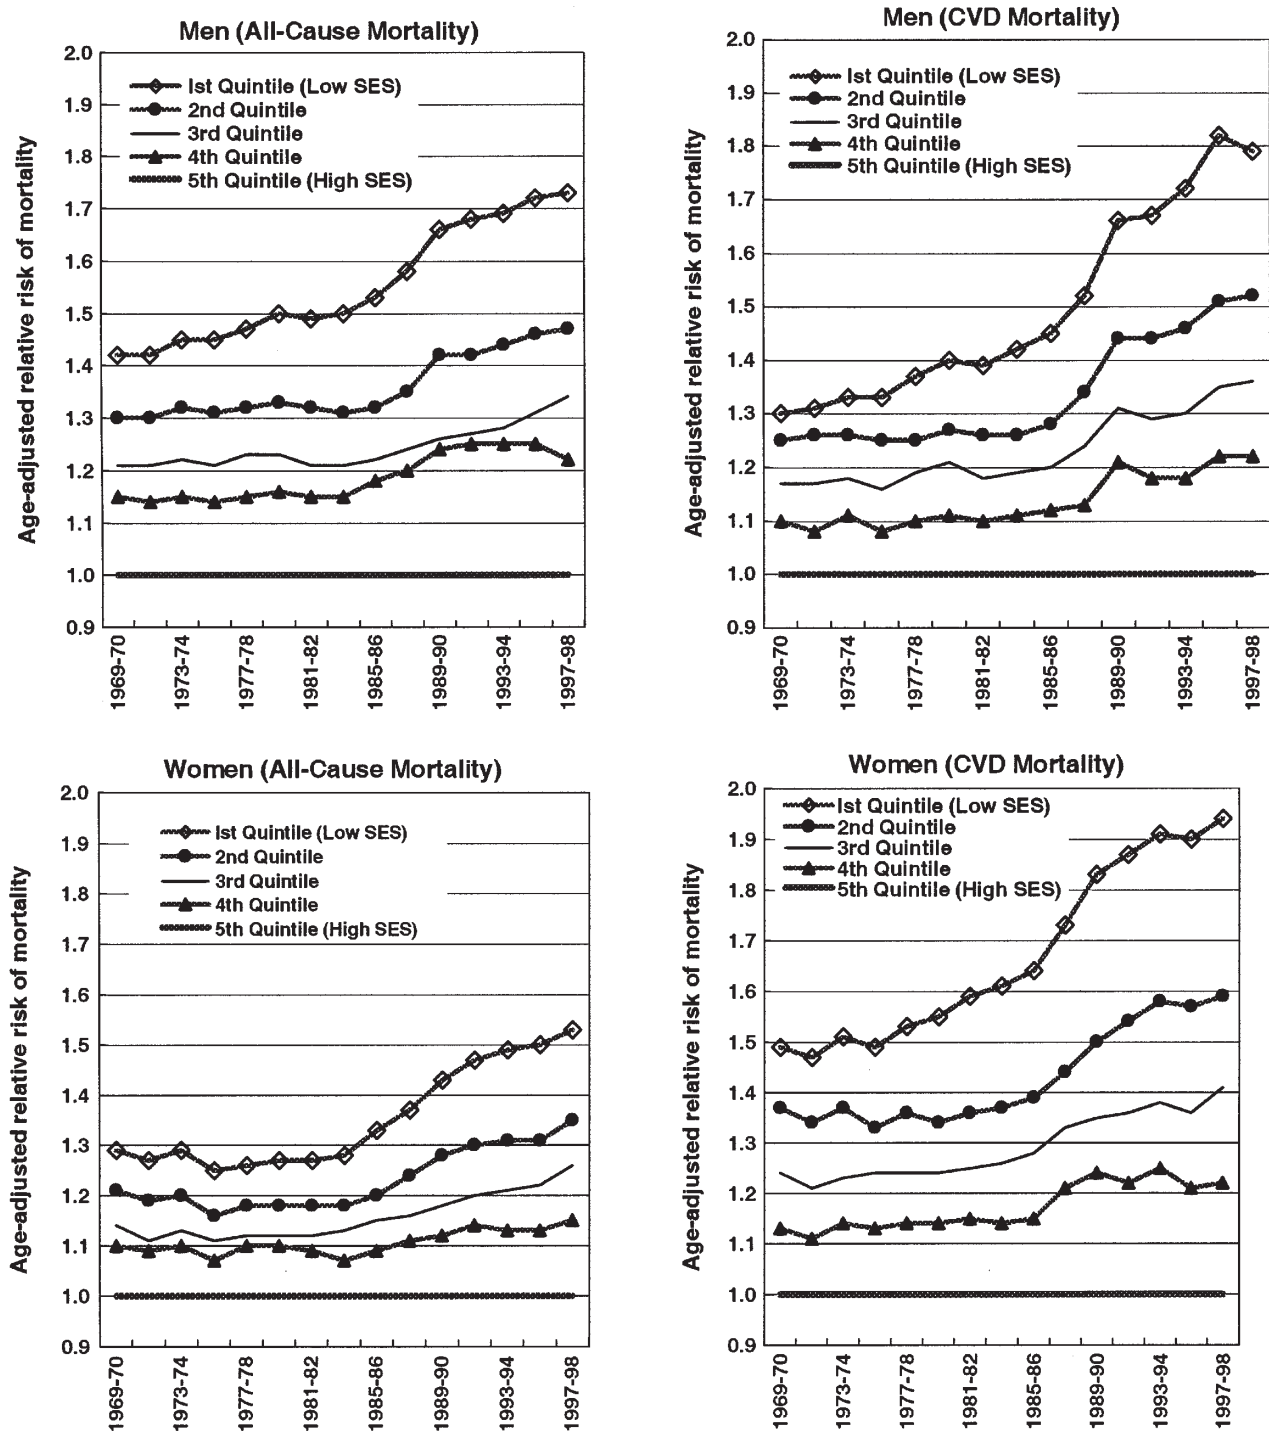 Men (All-Cause Mortality)
Age-adjusted relative risk of mortality
2.0
1.9
1.8
1.7
1.6
1.5
1.4
1.3
1.2
1.1
1.0
0.9
Ist Quintile (Low SES)
2nd Quintile
3rd Quintile
4th Quintile
5th Quintile (High SES)
1969-70
1973-74
1977-78
1981-82
1985-86
1989-90
1993-94
1997-98
Men (CVD Mortality)
Age-adjusted relative risk of mortality
2.0
1.9
1.8
1.7
1.6
1.5
1.4
1.3
1.2
1.1
1.0
0.9
Ist Quintile (Low SES)
2nd Quintile
3rd Quintile
4th Quintile
5th Quintile (High SES)
1969-70
1973-74
1977-78
1981-82
1985-86
1989-90
1993-94
1997-98
Women (All-Cause Mortality)
Age-adjusted relative risk of mortality
2.0
1.9
1.8
1.7
1.6
1.5
1.4
1.3
1.2
1.1
1.0
0.9
Ist Quintile (Low SES)
2nd Quintile
3rd Quintile
4th Quintile
5th Quintile (High SES)
1969-70
1973-74
1977-78
1981-82
1985-86
1989-90
1993-94
1997-98
Women (CVD Mortality)
Age-adjusted relative risk of mortality
2.0
1.9
1.8
1.7
1.6
1.5
1.4
1.3
1.2
1.1
1.0
0.9
Ist Quintile (Low SES)
2nd Quintile
3rd Quintile
4th Quintile
5th Quintile (High SES)
1969-70
1973-74
1977-78
1981-82
1985-86
1989-90
1993-94
1997-98